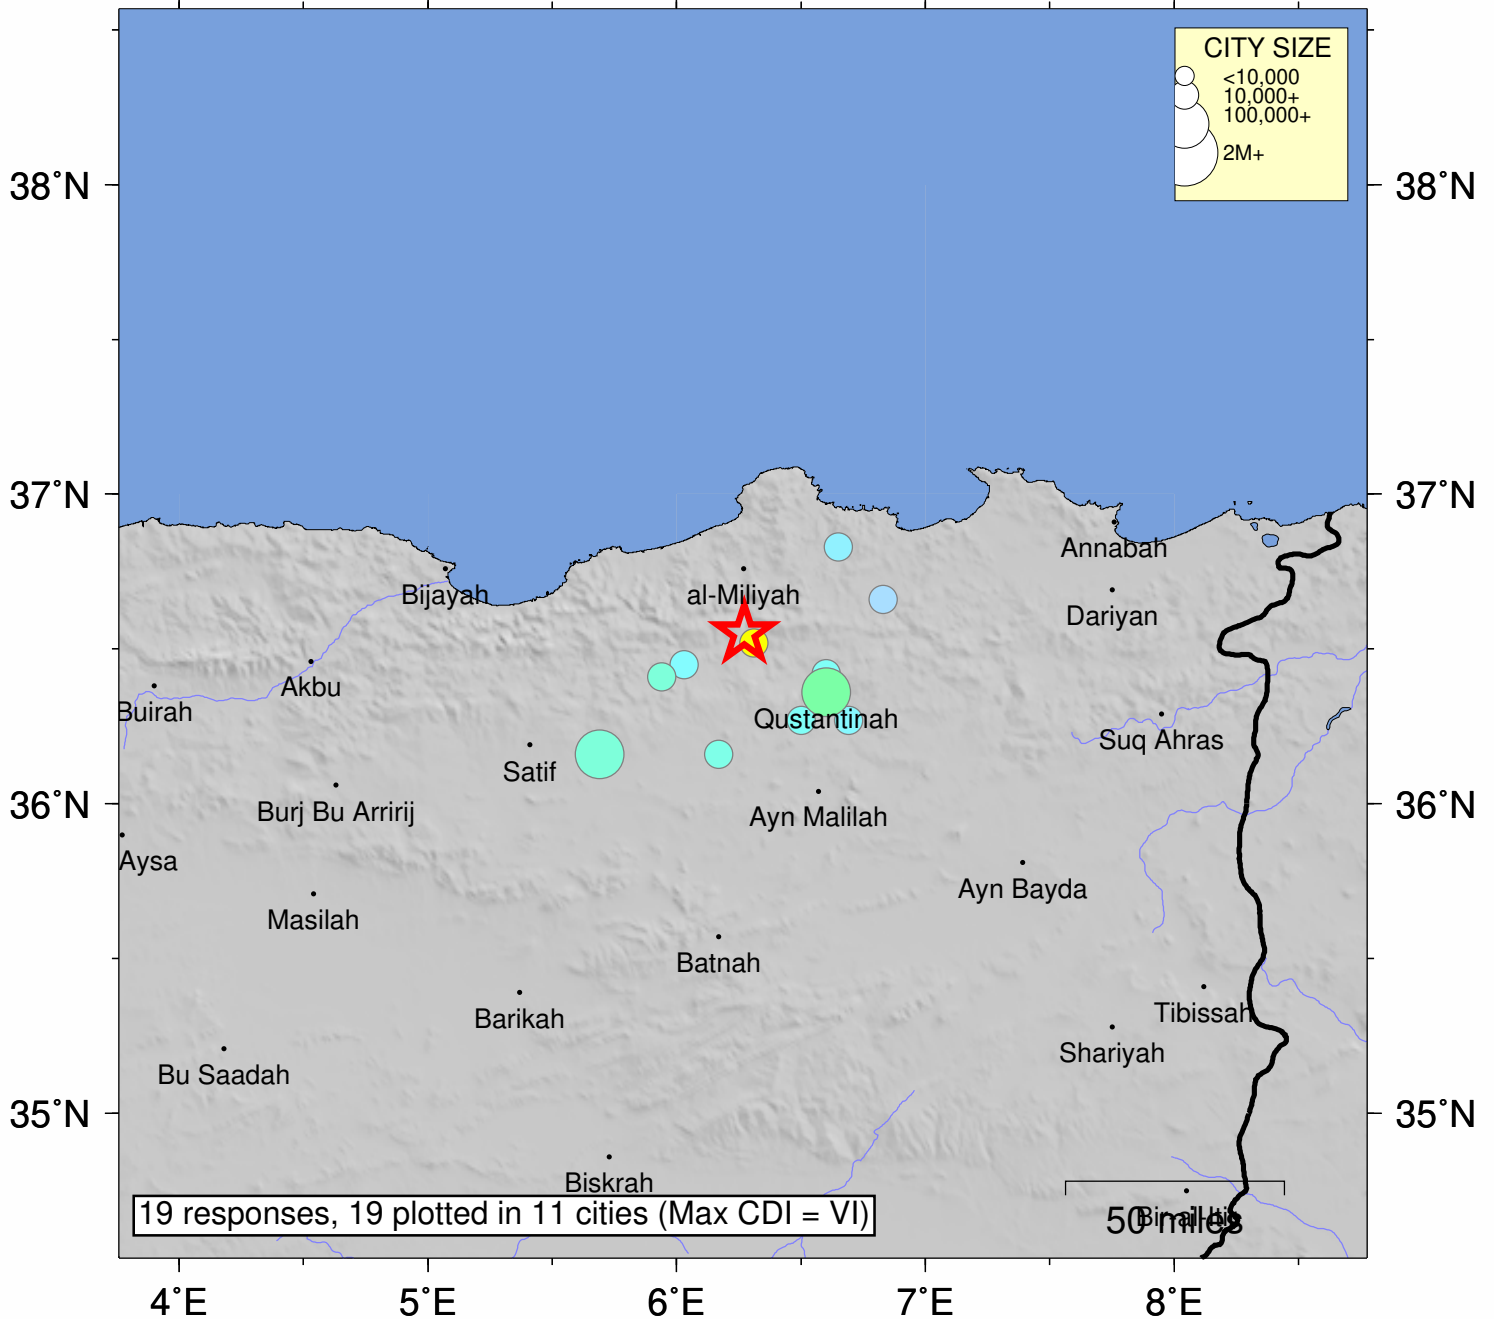 CITY SIZE
<10,000
10,000+
100,000+
2M+
38°N
38°N
37°N
37°N
Annabah
Bijayah
al-Miliyah
Dariyan
Akbu
Buirah
Qustantinah
Suq Ahras
Satif
36°N
36°N
Burj Bu Arririj
Ayn Malilah
Aysa
Ayn Bayda
Masilah
Batnah
Barikah
Tibissah
Shariyah
Bu Saadah
35°N
35°N
Biskrah
19 responses, 19 plotted in 11 cities (Max CDI = VI)
50 miles
4°E
5°E
6°E
7°E
8°E